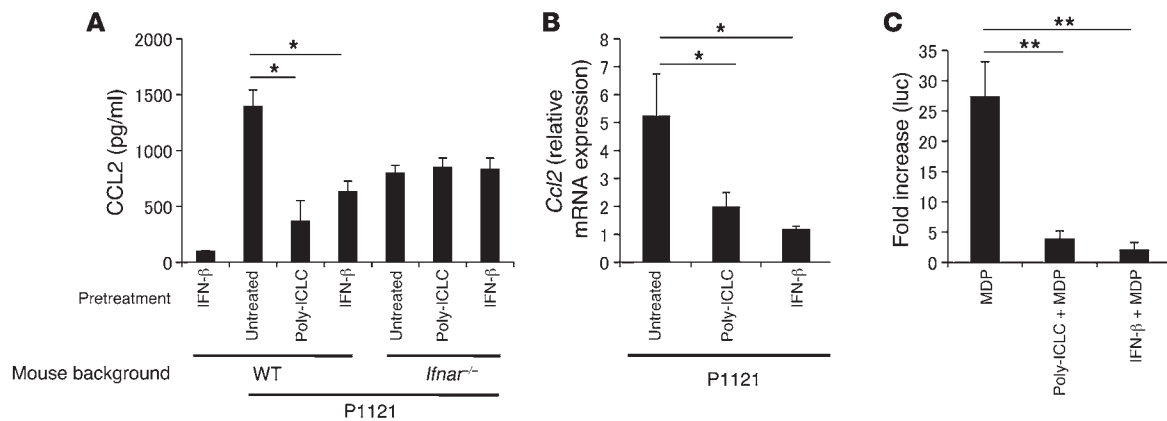 A
2000
1500
1000
500
0
CCL2 (pg/ml)
*
*
Pretreatment
IFN-β
Untreated
Poly-ICLC
IFN-β
Untreated
Poly-ICLC
IFN-β
Mouse background
WT
Ifnar⁻/⁻
P1121
B
8
7
6
5
4
3
2
1
0
Ccl2 (relative
mRNA expression)
*
*
Untreated
Poly-ICLC
IFN-β
P1121
C
35
30
25
20
15
10
5
0
Fold increase (luc)
**
**
MDP
Poly-ICLC + MDP
IFN-β + MDP